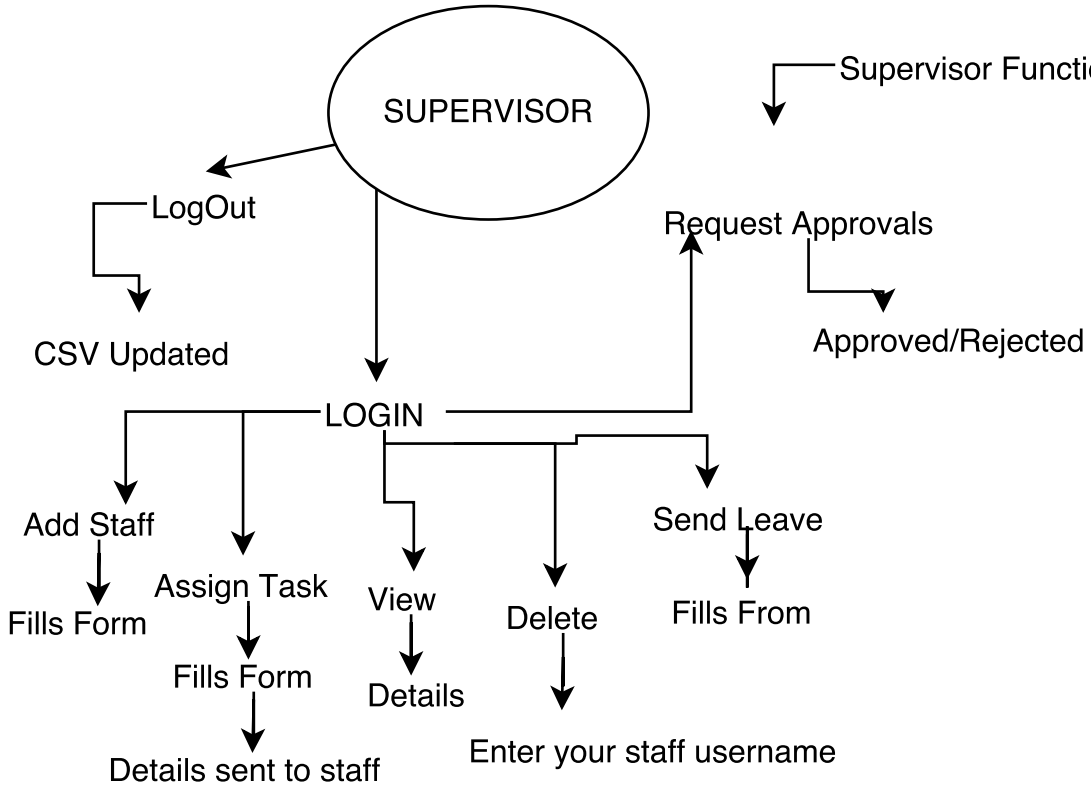 SUPERVISOR
Supervisor
LogOut
Request Approvals
CSV Updated
Approved/Rejected
LOGIN
Add Staff
Send Leave
Assign Task
View
Delete
Fills Form
Fills From
Fills Form
Details
Enter your staff username
Details sent to staff